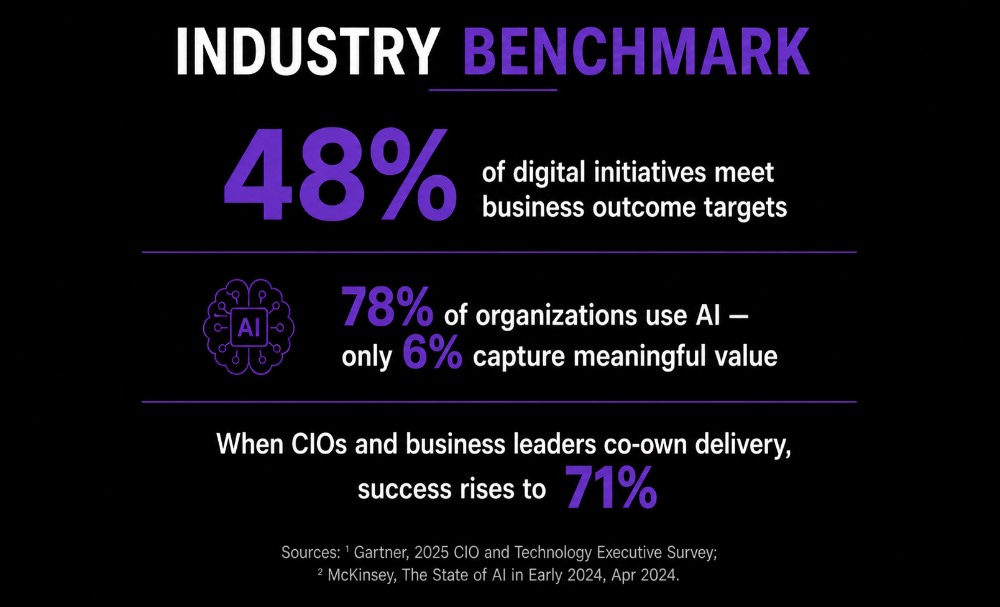 INDUSTRY BENCHMARK
48%
of digital initiatives meet
business outcome targets
AI
78% of organizations use AI —
only 6% capture meaningful value
When CIOs and business leaders co-own delivery,
success rises to 71%
Sources: ¹ Gartner, 2025 CIO and Technology Executive Survey;
² McKinsey, The State of AI in Early 2024, Apr 2024.